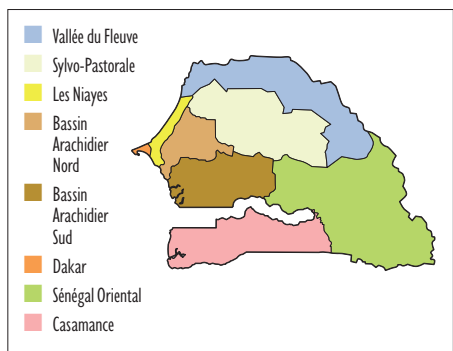 Vallée du Fleuve
Sylvo-Pastorale
Les Niayes
Bassin
Arachidier
Nord
Bassin
Arachidier
Sud
Dakar
Sénégal Oriental
Casamance